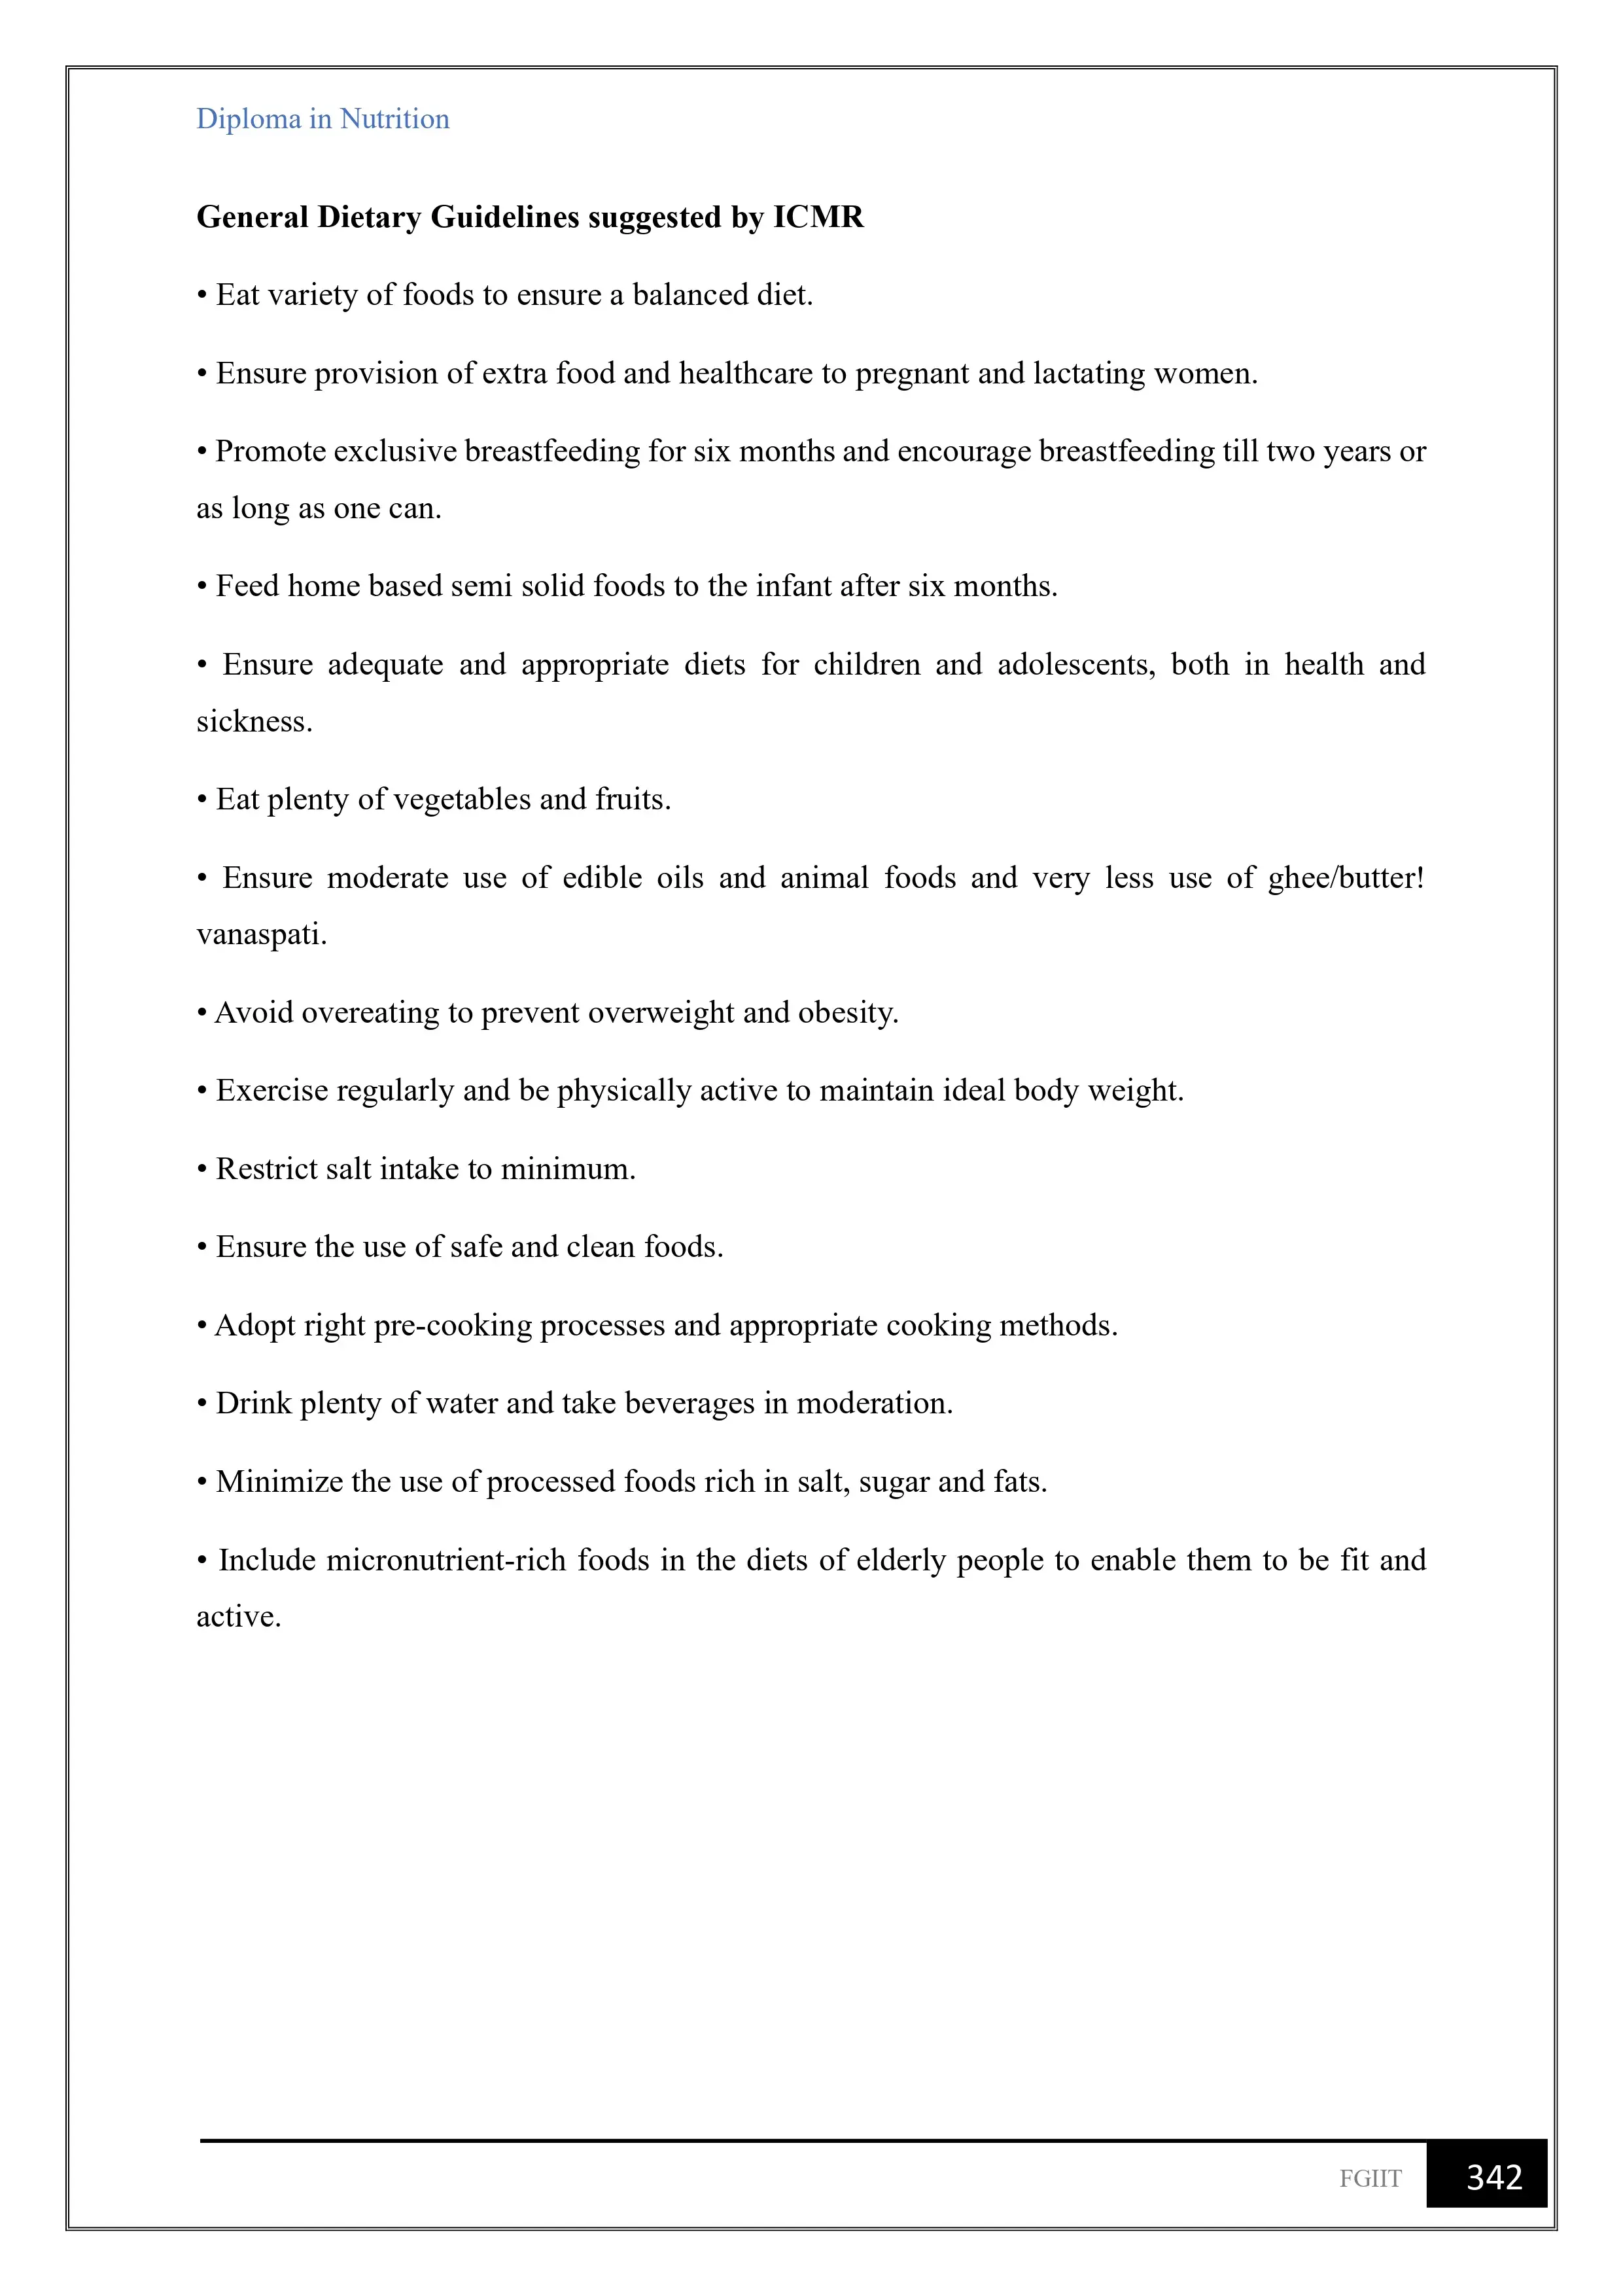 Diploma in Nutrition
General Dietary Guidelines suggested by ICMR
• Eat variety of foods to ensure a balanced diet.
• Ensure provision of extra food and healthcare to pregnant and lactating women.
• Promote exclusive breastfeeding for six months and encourage breastfeeding till two years or
as long as one can.
• Feed home based semi solid foods to the infant after six months.
• Ensure adequate and appropriate diets for children and adolescents, both in health and
sickness.
• Eat plenty of vegetables and fruits.
• Ensure moderate use of edible oils and animal foods and very less use of ghee/butter!
vanaspati.
• Avoid overeating to prevent overweight and obesity.
• Exercise regularly and be physically active to maintain ideal body weight.
• Restrict salt intake to minimum.
• Ensure the use of safe and clean foods.
• Adopt right pre-cooking processes and appropriate cooking methods.
• Drink plenty of water and take beverages in moderation.
• Minimize the use of processed foods rich in salt, sugar and fats.
• Include micronutrient-rich foods in the diets of elderly people to enable them to be fit and
active.
FGIIT 342